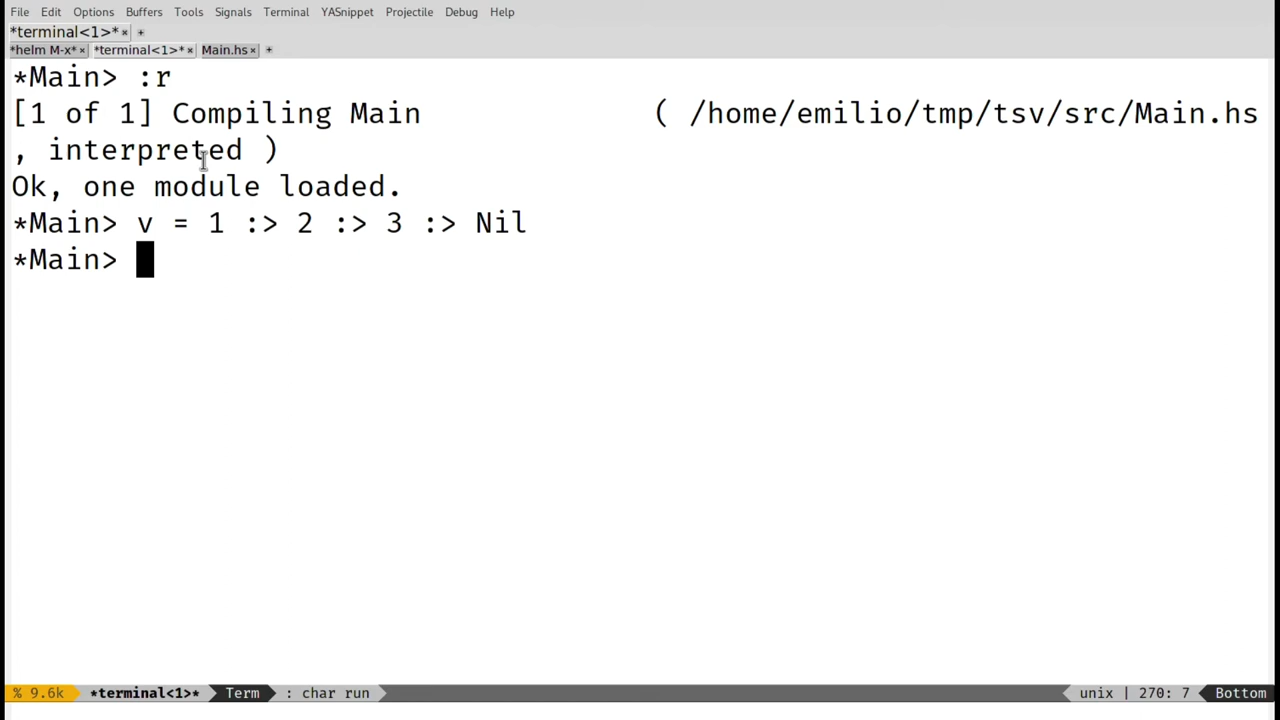 File Edit Options Buffers Tools Signals Terminal YASnippet Projectile Debug Help
*terminal<1>*× +
*helm M-x*× *terminal<1>*× Main.hs× +
*Main> :r
[1 of 1] Compiling Main             ( /home/emilio/tmp/tsv/src/Main.hs
, interpreted )
Ok, one module loaded.
*Main> v = 1 :> 2 :> 3 :> Nil
*Main>
% 9.6k *terminal<1>* Term : char run unix | 270: 7 Bottom